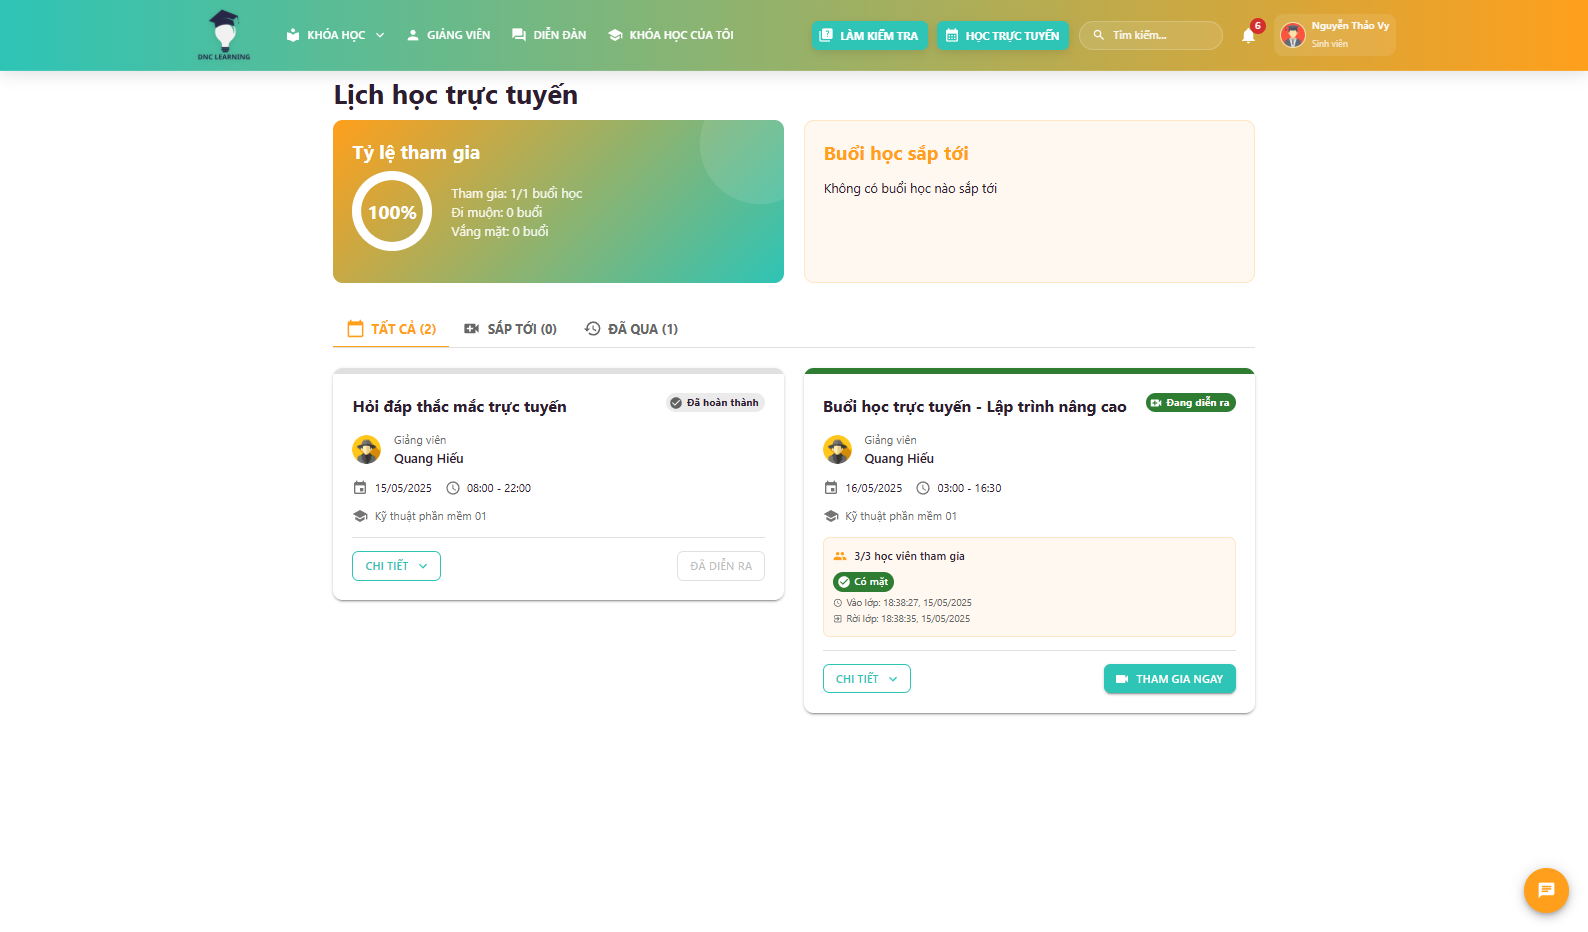 DNC LEARNING
KHÓA HỌC
GIẢNG VIÊN
DIỄN ĐÀN
KHÓA HỌC CỦA TÔI
LÀM KIỂM TRA
HỌC TRỰC TUYẾN
Tìm kiếm...
6
Nguyễn Thảo Vy
Sinh viên
Lịch học trực tuyến
Tỷ lệ tham gia
100%
Tham gia: 1/1 buổi học
Đi muộn: 0 buổi
Vắng mặt: 0 buổi
Buổi học sắp tới
Không có buổi học nào sắp tới
TẤT CẢ (2)
SẮP TỚI (0)
ĐÃ QUA (1)
Hỏi đáp thắc mắc trực tuyến
Đã hoàn thành
Giảng viên
Quang Hiếu
15/05/2025
08:00 - 22:00
Kỹ thuật phần mềm 01
CHI TIẾT
ĐÃ DIỄN RA
Buổi học trực tuyến - Lập trình nâng cao
Đang diễn ra
Giảng viên
Quang Hiếu
16/05/2025
03:00 - 16:30
Kỹ thuật phần mềm 01
3/3 học viên tham gia
Có mặt
Vào lớp: 18:38:27, 15/05/2025
Rời lớp: 18:38:35, 15/05/2025
CHI TIẾT
THAM GIA NGAY